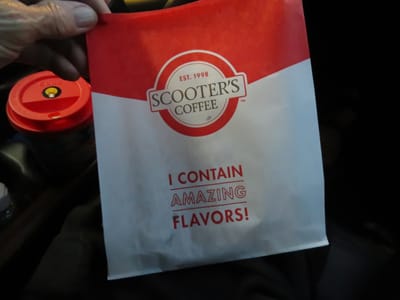 EST. 1998
SCOOTER'S
COFFEE
I CONTAIN
AMAZING
FLAVORS!